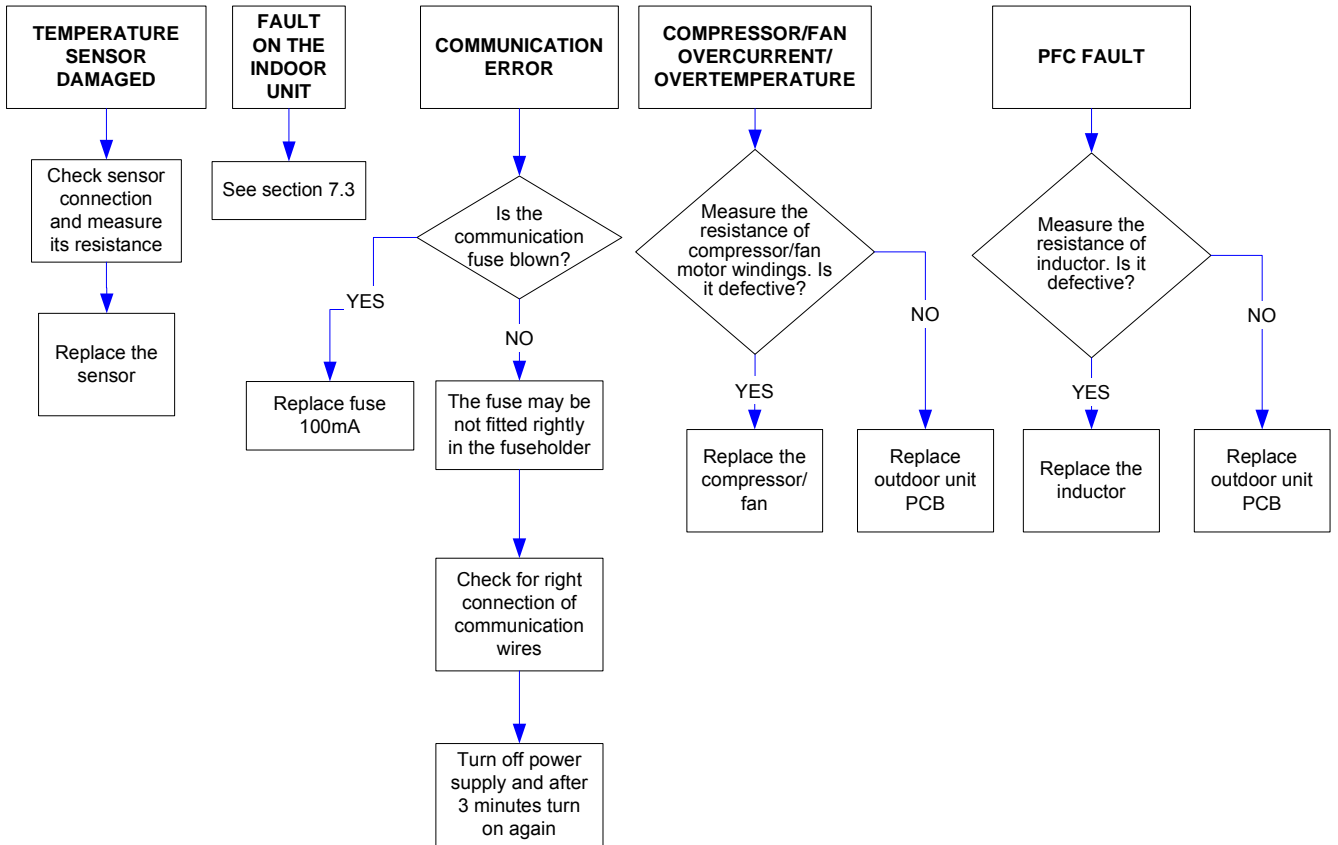 TEMPERATURE
SENSOR
DAMAGED
FAULT
ON THE
INDOOR
UNIT
COMMUNICATION
ERROR
COMPRESSOR/FAN
OVERCURRENT/
OVERTEMPERATURE
PFC FAULT
Check sensor
connection
and measure
its resistance
See section 7.3
Is the
communication
fuse blown?
Measure the
resistance of
compressor/fan
motor windings. Is
it defective?
Measure the
resistance of
inductor. Is it
defective?
YES
NO
NO
NO
YES
YES
Replace the
sensor
Replace fuse
100mA
The fuse may be
not fitted rightly
in the fuseholder
Replace the
compressor/
fan
Replace
outdoor unit
PCB
Replace the
inductor
Replace
outdoor unit
PCB
Check for right
connection of
communication
wires
Turn off power
supply and after
3 minutes turn
on again